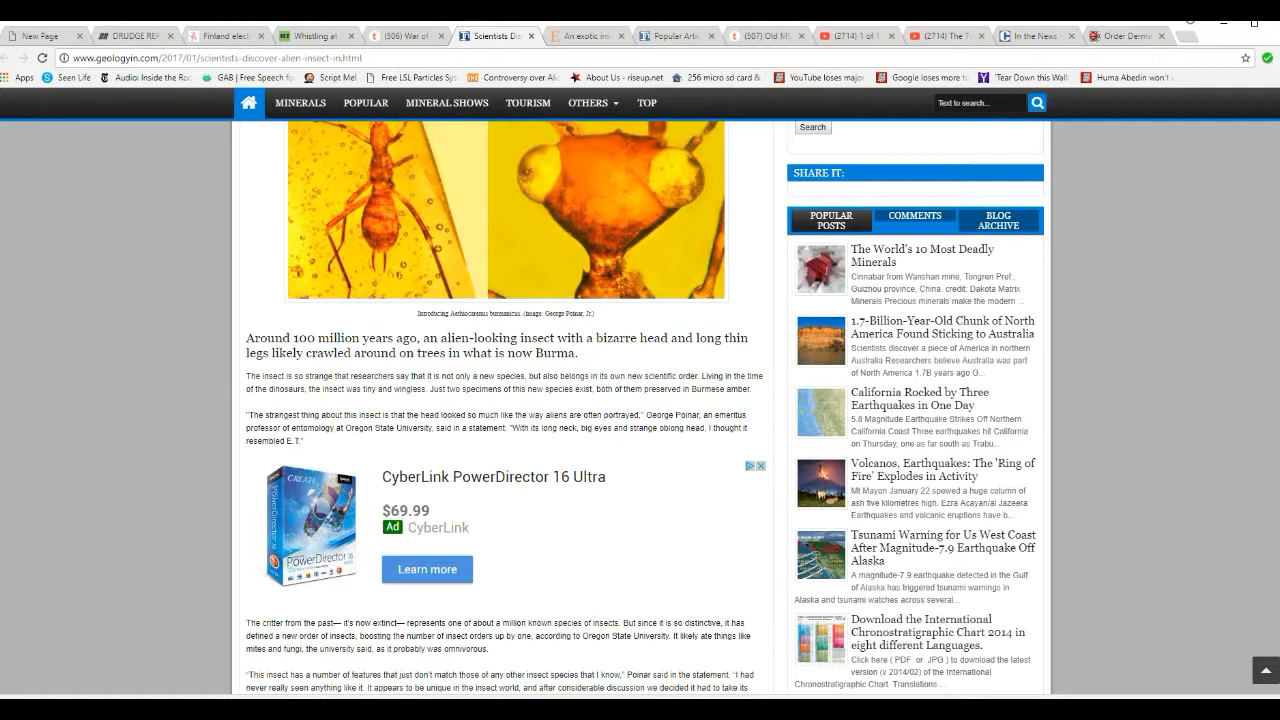 New Page
DRUDGE REP
Finland elect
Whistling at
(506) War of
Scientists Dis
An exotic ins
Popular Artic
(507) Old MS
(2714) 1 of 1
(2714) The T
In the News -
Order Derma
www.geologyin.com/2017/01/scientists-discover-alien-insect-in.html
Apps Seen Life Audio: Inside the Ro GAB | Free Speech fo Script Me! Free LSL Particles Sys Controversy over Ali About Us - riseup.net 256 micro sd card & YouTube loses major Google loses more to 'Tear Down this Wall Huma Abedin won't a
MINERALS POPULAR MINERAL SHOWS TOURISM OTHERS TOP
Text to search...
Introducing Aethiocarenus burmanicus. (image: George Poinar, Jr.)
Around 100 million years ago, an alien-looking insect with a bizarre head and long thin
legs likely crawled around on trees in what is now Burma.
The insect is so strange that researchers say that it is not only a new species, but also belongs in its own new scientific order. Living in the time
of the dinosaurs, the insect was tiny and wingless. Just two specimens of this new species exist, both of them preserved in Burmese amber.
"The strangest thing about this insect is that the head looked so much like the way aliens are often portrayed," George Poinar, an emeritus
professor of entomology at Oregon State University, said in a statement. "With its long neck, big eyes and strange oblong head, I thought it
resembled E.T."
CREATE
PowerDirector 16
CyberLink PowerDirector 16 Ultra
$69.99
Ad CyberLink
Learn more
The critter from the past— it's now extinct— represents one of about a million known species of insects. But since it is so distinctive, it has
defined a new order of insects, boosting the number of insect orders up by one, according to Oregon State University. It likely ate things like
mites and fungi, the university said, as it probably was omnivorous.
"This insect has a number of features that just don't match those of any other insect species that I know," Poinar said in the statement. "I had
never really seen anything like it. It appears to be unique in the insect world, and after considerable discussion we decided it had to take its
Search
SHARE IT:
POPULAR
POSTS
COMMENTS
BLOG
ARCHIVE
The World's 10 Most Deadly
Minerals
Cinnabar from Wanshan mine, Tongren Pref.,
Guizhou province, China. credit: Dakota Matrix
Minerals Precious minerals make the modern ...
1.7-Billion-Year-Old Chunk of North
America Found Sticking to Australia
Scientists discover a piece of America in northern
Australia Researchers believe Australia was part
of North America 1.7B years ago G...
California Rocked by Three
Earthquakes in One Day
5.8 Magnitude Earthquake Strikes Off Northern
California Coast Three earthquakes hit California
on Thursday, one as far south as Trabu...
Volcanos, Earthquakes: The 'Ring of
Fire' Explodes in Activity
Mt Mayon January 22 spewed a huge column of
ash five kilometres high. Ezra Acayan/al Jazeera
Earthquakes and volcanic eruptions have b...
Tsunami Warning for Us West Coast
After Magnitude-7.9 Earthquake Off
Alaska
A magnitude-7.9 earthquake detected in the Gulf
of Alaska has triggered tsunami warnings in
Alaska and tsunami watches across several...
Download the International
Chronostratigraphic Chart 2014 in
eight different Languages.
Click here ( PDF or JPG ) to download the latest
version (v 2014/02) of the International
Chronostratigraphic Chart. Translations ...